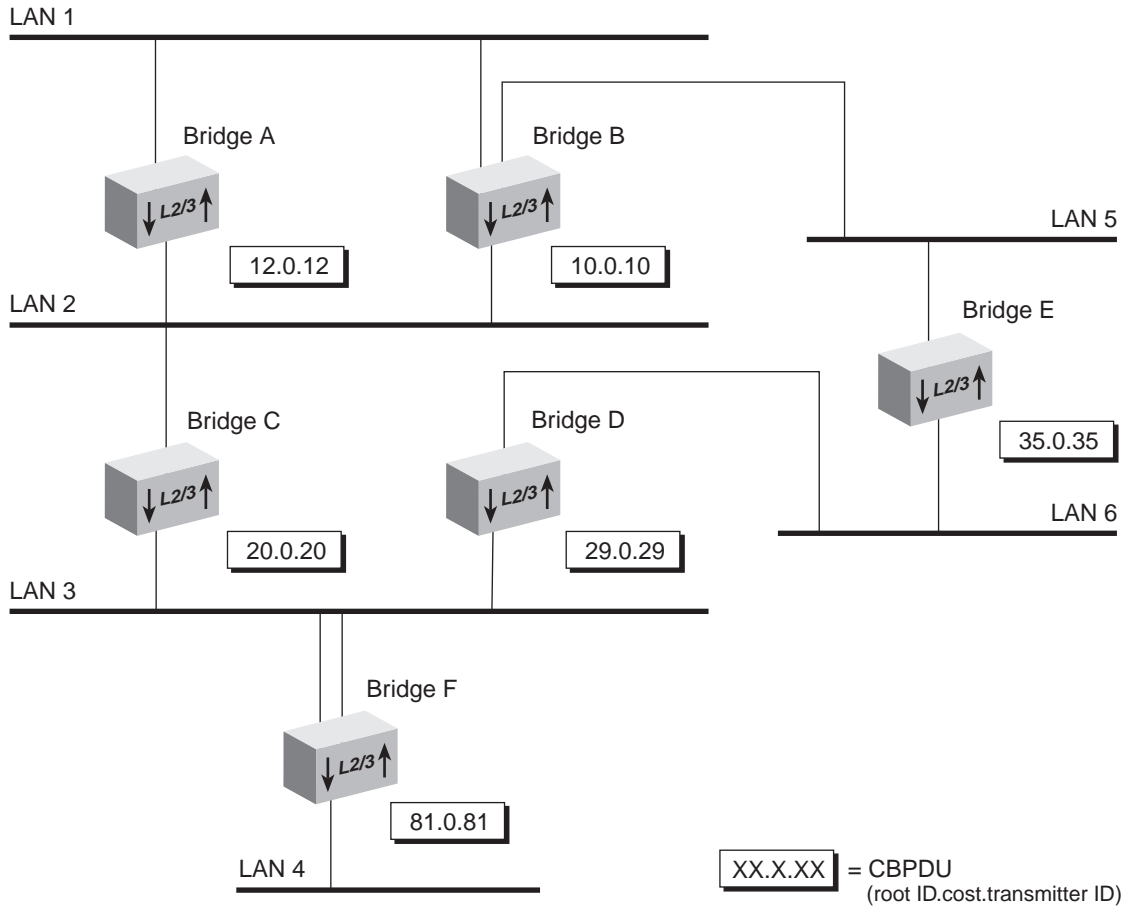 LAN 1
Bridge A
Bridge B
L2/3
L2/3
LAN 5
12.0.12
10.0.10
LAN 2
Bridge E
L2/3
Bridge C
Bridge D
35.0.35
L2/3
L2/3
LAN 6
20.0.20
29.0.29
LAN 3
Bridge F
L2/3
81.0.81
LAN 4
XX.X.XX = CBPDU
(root ID.cost.transmitter ID)